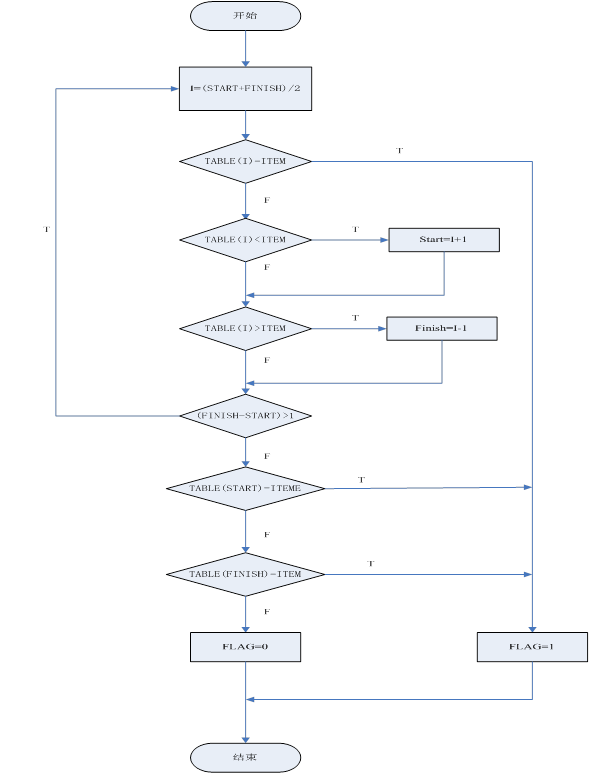 开始
I=(START+FINISH)/2
TABLE(I)=ITEM
T
F
T
TABLE(I)<ITEM
T
Start=I+1
F
TABLE(I)>ITEM
T
Finish=I-1
F
(FINISH-START)>1
F
TABLE(START)=ITEME
T
F
TABLE(FINISH)=ITEM
T
F
FLAG=0
FLAG=1
结束